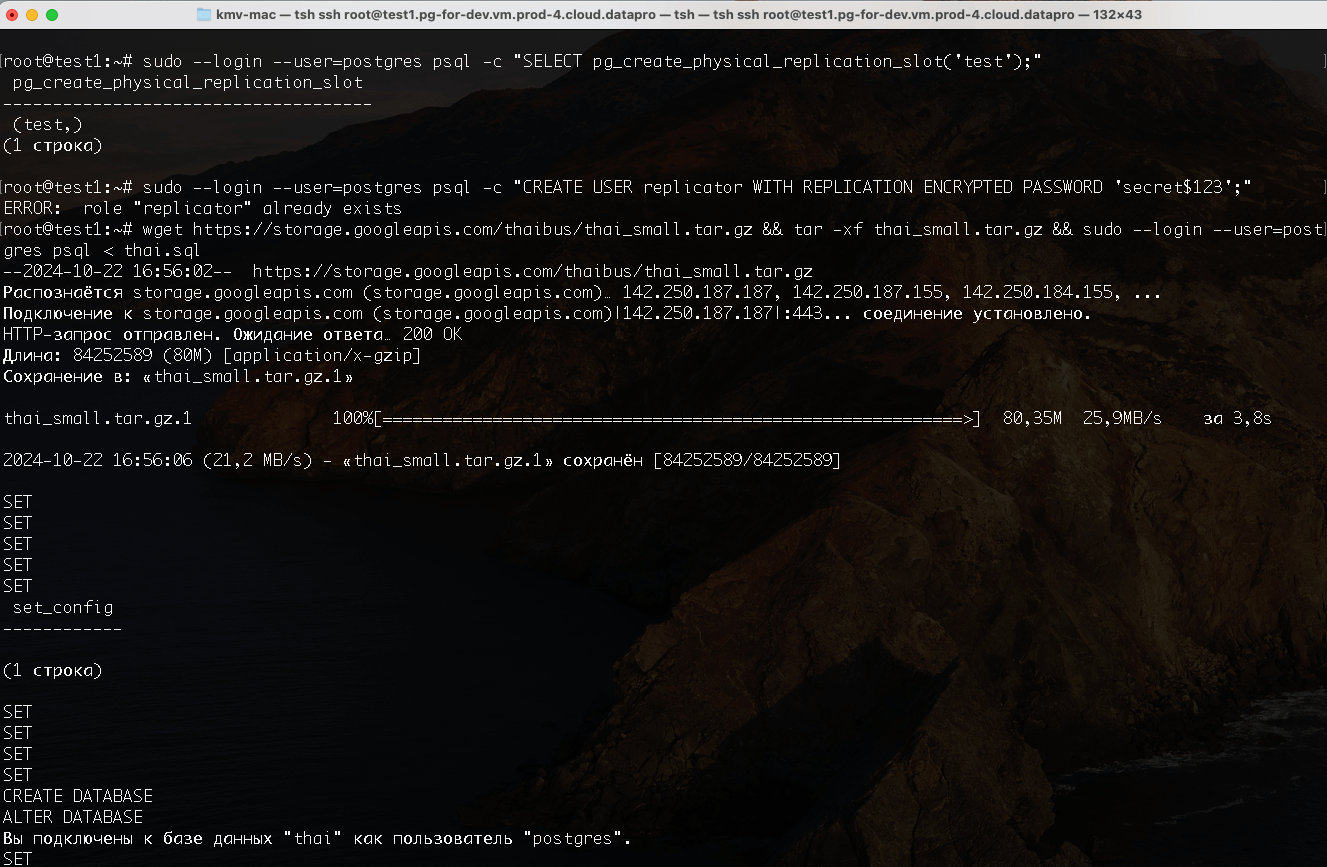 kmv-mac — tsh ssh root@test1.pg-for-dev.vm.prod-4.cloud.datapro — tsh — tsh ssh root@test1.pg-for-dev.vm.prod-4.cloud.datapro — 132×43
[root@test1:~# sudo --login --user=postgres psql -c "SELECT pg_create_physical_replication_slot('test');" ]
pg_create_physical_replication_slot
-------------------------------------
(test,)
(1 строка)
[root@test1:~# sudo --login --user=postgres psql -c "CREATE USER replicator WITH REPLICATION ENCRYPTED PASSWORD 'secret$123';" ]
ERROR:  role "replicator" already exists
[root@test1:~# wget https://storage.googleapis.com/thaibus/thai_small.tar.gz && tar -xf thai_small.tar.gz && sudo --login --user=post]
gres psql < thai.sql
--2024-10-22 16:56:02--  https://storage.googleapis.com/thaibus/thai_small.tar.gz
Распознаётся storage.googleapis.com (storage.googleapis.com)… 142.250.187.187, 142.250.187.155, 142.250.184.155, ...
Подключение к storage.googleapis.com (storage.googleapis.com)|142.250.187.187|:443... соединение установлено.
HTTP-запрос отправлен. Ожидание ответа… 200 OK
Длина: 84252589 (80M) [application/x-gzip]
Сохранение в: «thai_small.tar.gz.1»
thai_small.tar.gz.1 100%[==========================================================>] 80,35M 25,9MB/s за 3,8s
2024-10-22 16:56:06 (21,2 MB/s) - «thai_small.tar.gz.1» сохранён [84252589/84252589]
SET
SET
SET
SET
SET
set_config
------------
(1 строка)
SET
SET
SET
SET
CREATE DATABASE
ALTER DATABASE
Вы подключены к базе данных "thai" как пользователь "postgres".
SET